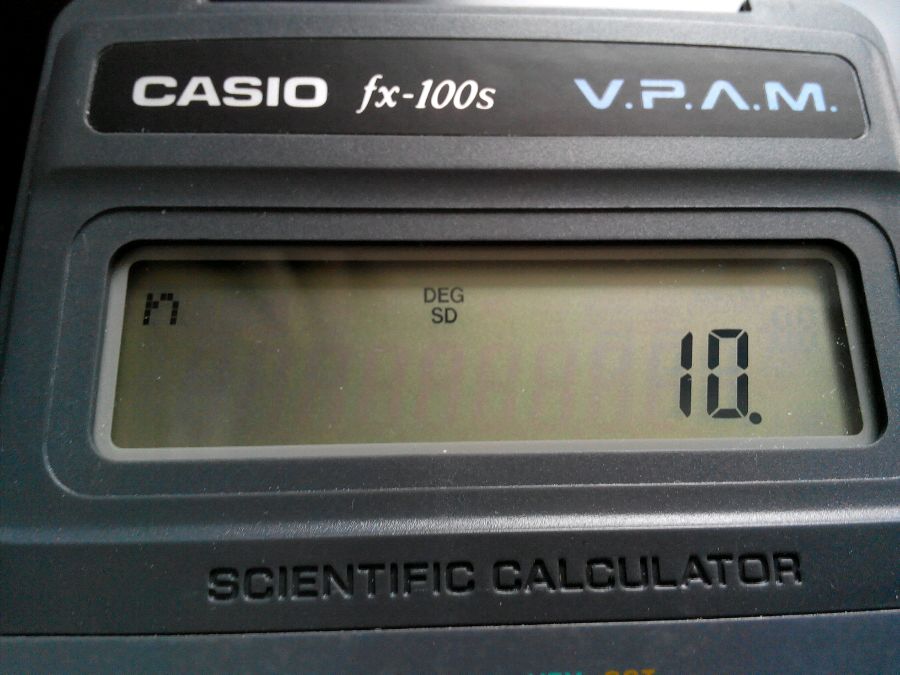 CASIO fx-100s V.P.A.M.
n DEG
SD
10.
SCIENTIFIC CALCULATOR